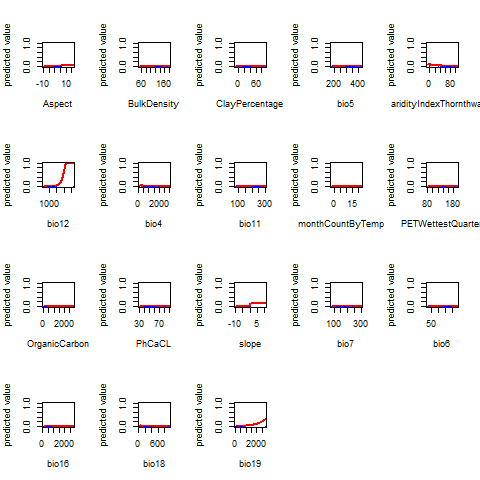 predicted value predicted value predicted value predicted value predicted value
0.0 1.0 0.0 1.0 0.0 1.0 0.0 1.0 0.0 1.0
-10 10 60 160 0 60 200 400 0 80
Aspect BulkDensity ClayPercentage bio5 aridityIndexThornthwa
predicted value predicted value predicted value predicted value predicted value
0.0 1.0 0.0 1.0 0.0 1.0 0.0 1.0 0.0 1.0
1000 0 2000 100 300 0 15 80 180
bio12 bio4 bio11 monthCountByTemp PETWettestQuarte
predicted value predicted value predicted value predicted value predicted value
0.0 1.0 0.0 1.0 0.0 1.0 0.0 1.0 0.0 1.0
0 2000 30 70 -10 5 100 300 50
OrganicCarbon PhCaCL slope bio7 bio6
predicted value predicted value predicted value
0.0 1.0 0.0 1.0 0.0 1.0
0 2000 0 600 0 2000
bio16 bio18 bio19